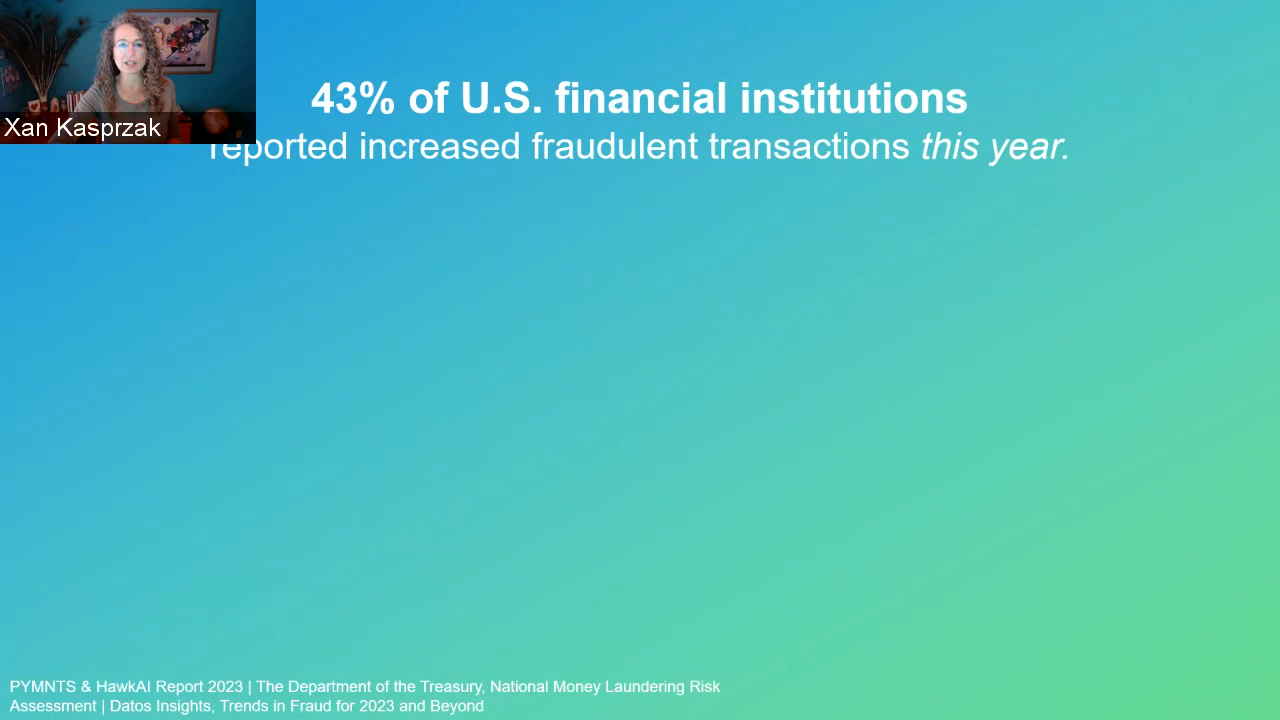 Xan Kasprzak
43% of U.S. financial institutions
reported increased fraudulent transactions this year.
PYMNTS & HawkAI Report 2023 | The Department of the Treasury, National Money Laundering Risk
Assessment | Datos Insights, Trends in Fraud for 2023 and Beyond